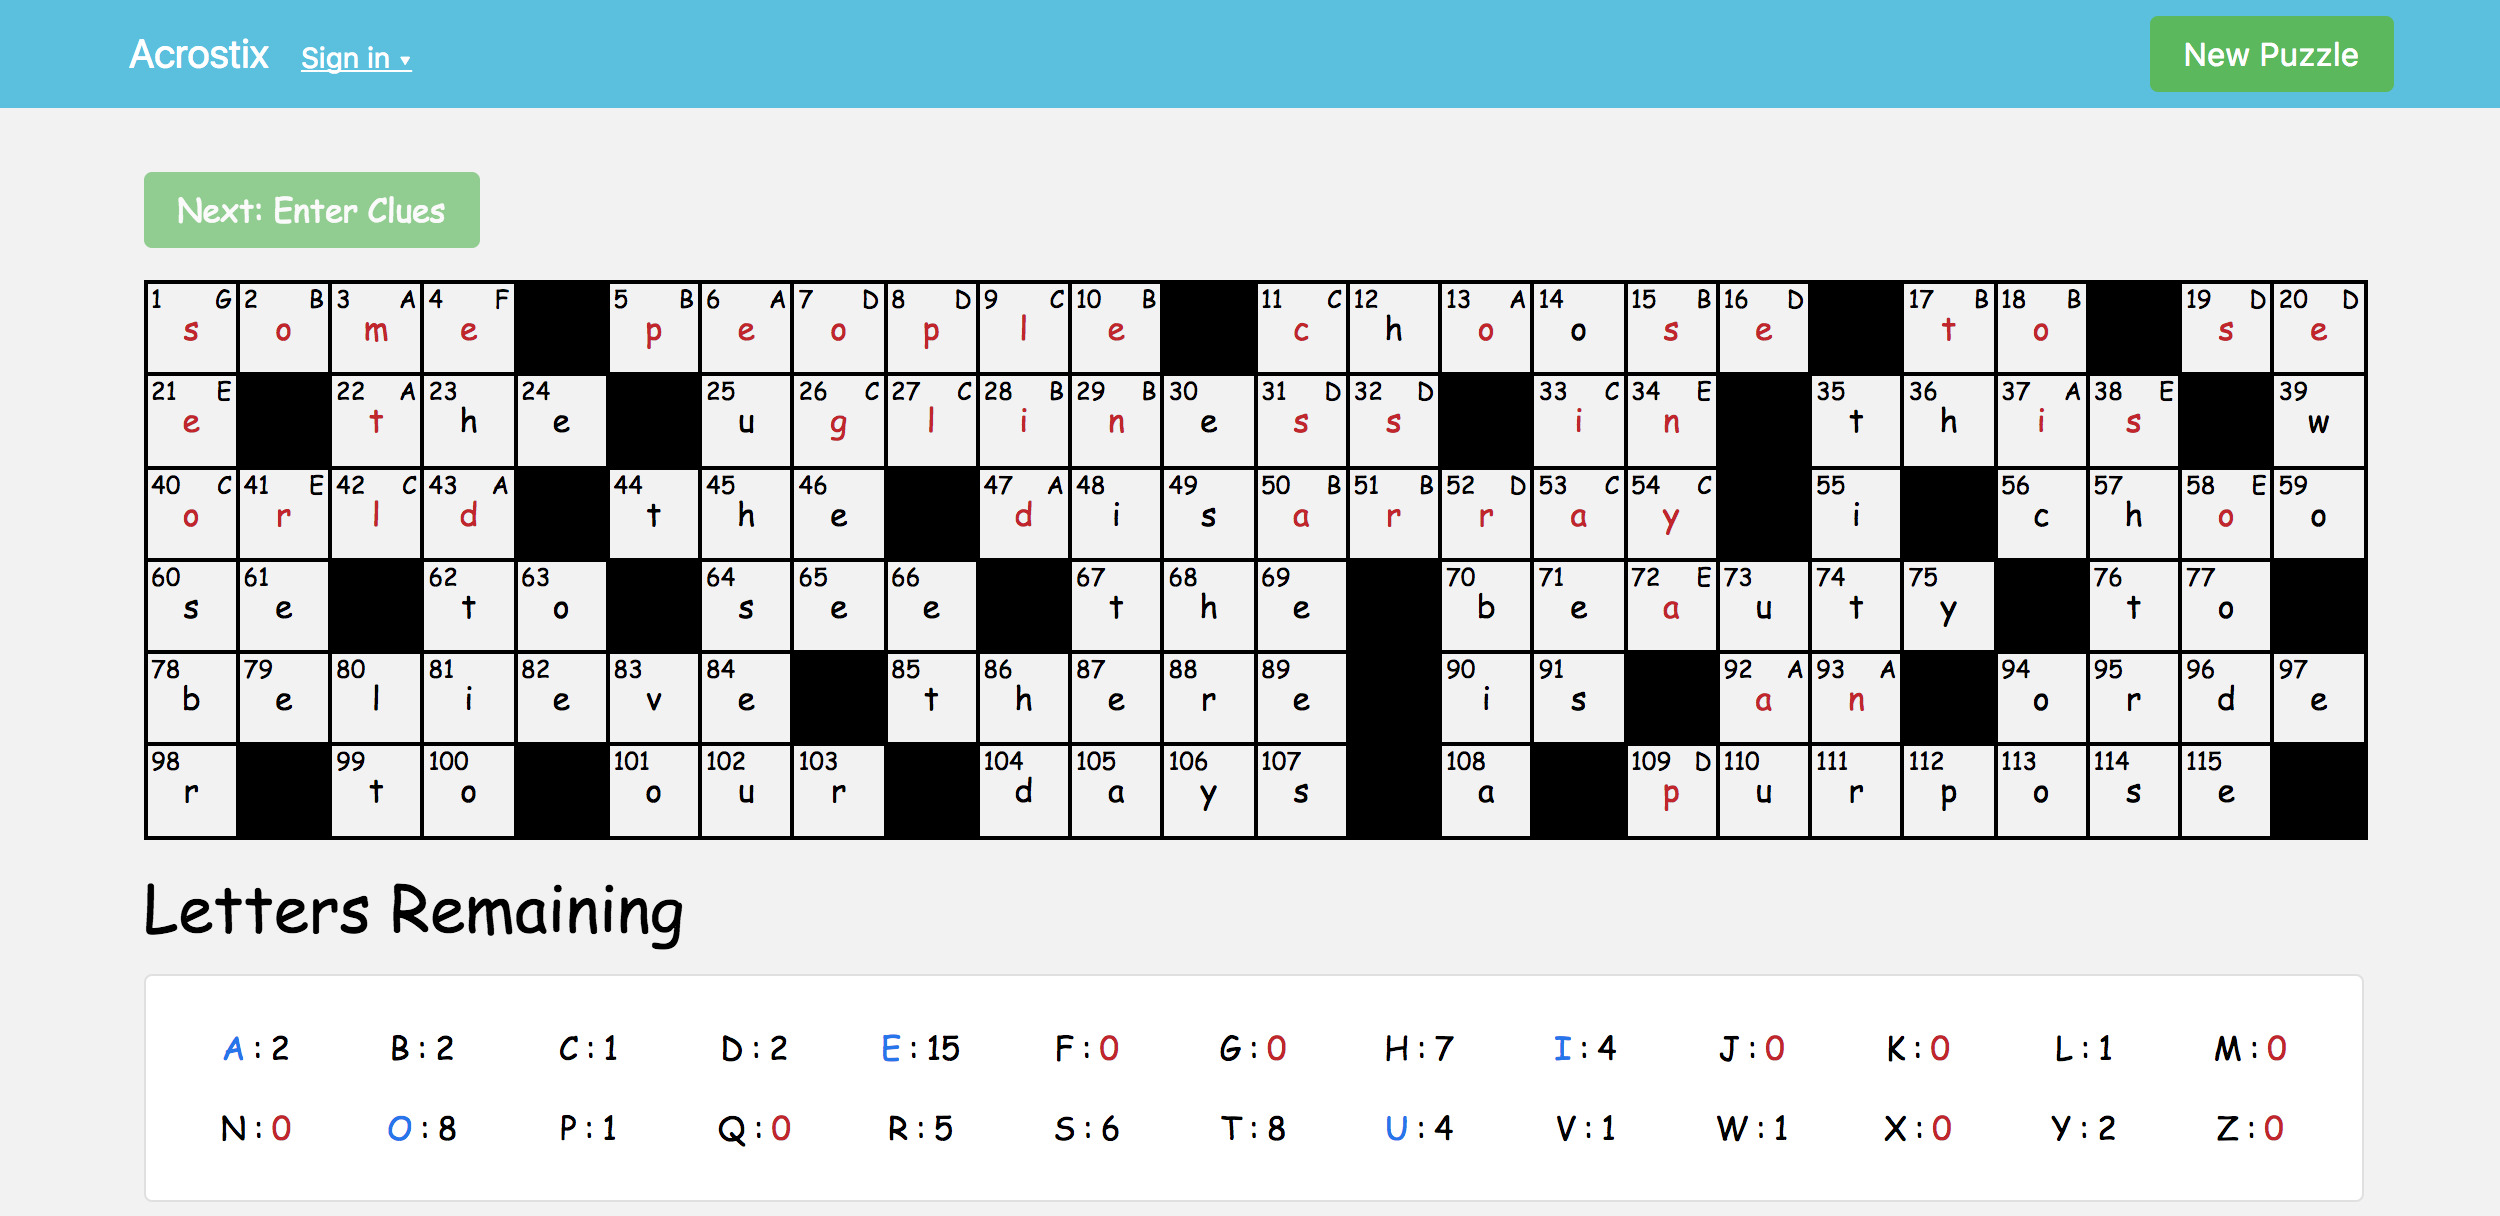 Acrostix Sign in ▾ New Puzzle
Next: Enter Clues
1 G 2 B 3 A 4 F 5 B 6 A 7 D 8 D 9 C 10 B 11 C 12 13 A 14 15 B 16 D 17 B 18 B 19 D 20 D
s o m e p e o p l e c h o o s e t o s e
21 E 22 A 23 24 25 26 C 27 C 28 B 29 B 30 31 D 32 D 33 C 34 E 35 36 37 A 38 E 39
e t h e u g l i n e s s i n t h i s w
40 C 41 E 42 C 43 A 44 45 46 47 A 48 49 50 B 51 B 52 D 53 C 54 C 55 56 57 58 E 59
o r l d t h e d i s a r r a y i c h o o
60 61 62 63 64 65 66 67 68 69 70 71 72 E 73 74 75 76 77
s e t o s e e t h e b e a u t y t o
78 79 80 81 82 83 84 85 86 87 88 89 90 91 92 A 93 A 94 95 96 97
b e l i e v e t h e r e i s a n o r d e
98 99 100 101 102 103 104 105 106 107 108 109 D 110 111 112 113 114 115
r t o o u r d a y s a p u r p o s e
Letters Remaining
A : 2 B : 2 C : 1 D : 2 E : 15 F : 0 G : 0 H : 7 I : 4 J : 0 K : 0 L : 1 M : 0
N : 0 O : 8 P : 1 Q : 0 R : 5 S : 6 T : 8 U : 4 V : 1 W : 1 X : 0 Y : 2 Z : 0